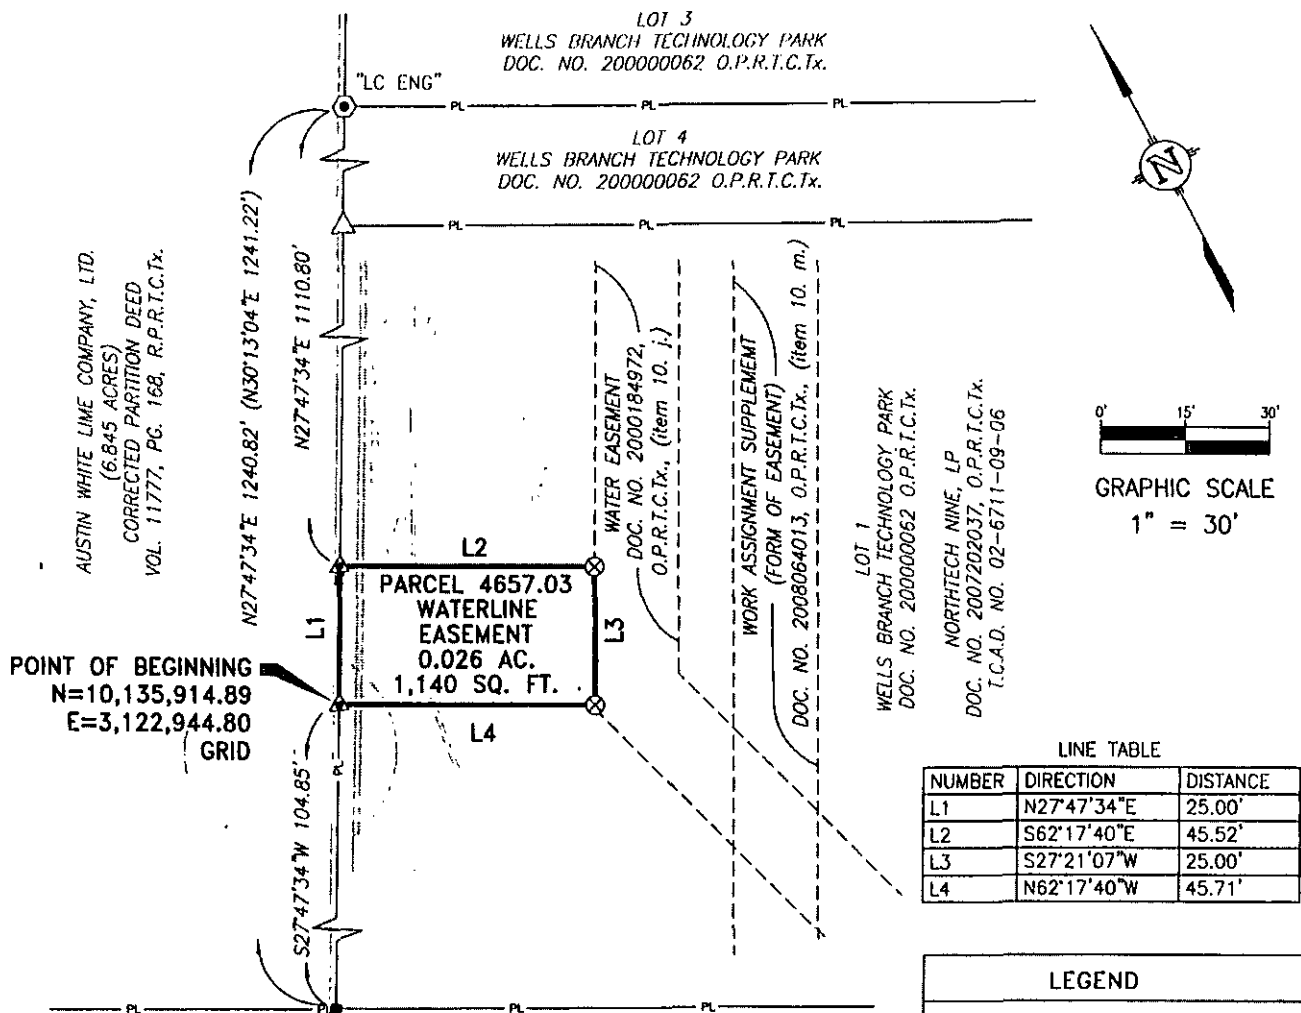 LOT 3
WELLS BRANCH TECHNOLOGY PARK
DOC. NO. 200000062 O.P.R.T.C.Tx.
"LC ENG"
PL PL PL
LOT 4
WELLS BRANCH TECHNOLOGY PARK
DOC. NO. 200000062 O.P.R.T.C.Tx.
PL PL PL
N
AUSTIN WHITE LIME COMPANY, LTD.
(6.845 ACRES)
CORRECTED PARTITION DEED
VOL. 11777, PG. 168, R.P.R.T.C.Tx.
N27°47'34"E 1240.82' (N30°13'04"E 1241.22')
N27°47'34"E 1110.80'
WATER EASEMENT
DOC. NO. 2000184972,
O.P.R.T.C.Tx., (item 10. j.)
WORK ASSIGNMENT SUPPLEMEMT
(FORM OF EASEMENT)
DOC. NO. 2008064013, O.P.R.T.C.Tx., (item 10. m.)
LOT 1
WELLS BRANCH TECHNOLOGY PARK
DOC. NO. 200000062 O.P.R.T.C.Tx.
NORTHTECH NINE, LP
DOC. NO. 2007202037, O.P.R.T.C.Tx.
T.C.A.D. NO. 02-6711-09-06
0' 15' 30'
GRAPHIC SCALE
1" = 30'
L2
L1
PARCEL 4657.03
WATERLINE
EASEMENT
0.026 AC.
1,140 SQ. FT.
L3
L4
POINT OF BEGINNING
N=10,135,914.89
E=3,122,944.80
GRID
PL
S27°47'34"W 104.85'
LINE TABLE
NUMBER DIRECTION DISTANCE
L1 N27°47'34"E 25.00'
L2 S62°17'40"E 45.52'
L3 S27°21'07"W 25.00'
L4 N62°17'40"W 45.71'
LEGEND
PL PL PL